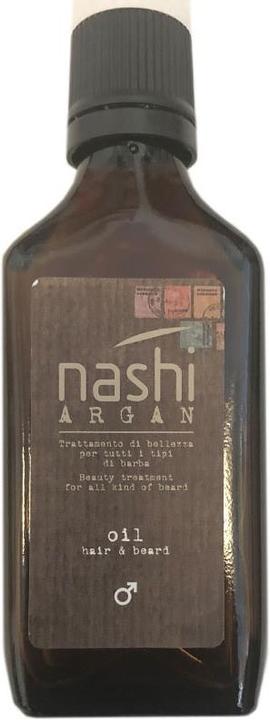 nashi
ARGAN
Trattamento di bellezza
per tutti i tipi
di barba
Beauty treatment
for all kind of beard
oil
hair & beard